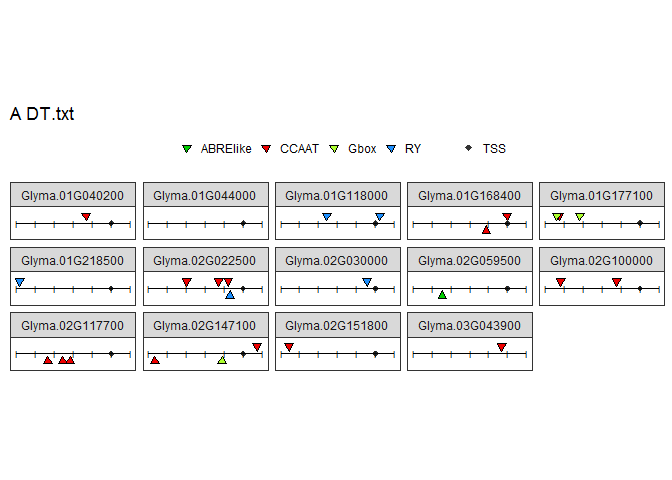 A DT.txt
ABRElike CCAAT Gbox RY TSS
Glyma.01G040200 Glyma.01G044000 Glyma.01G118000 Glyma.01G168400 Glyma.01G177100
Glyma.01G218500 Glyma.02G022500 Glyma.02G030000 Glyma.02G059500 Glyma.02G100000
Glyma.02G117700 Glyma.02G147100 Glyma.02G151800 Glyma.03G043900